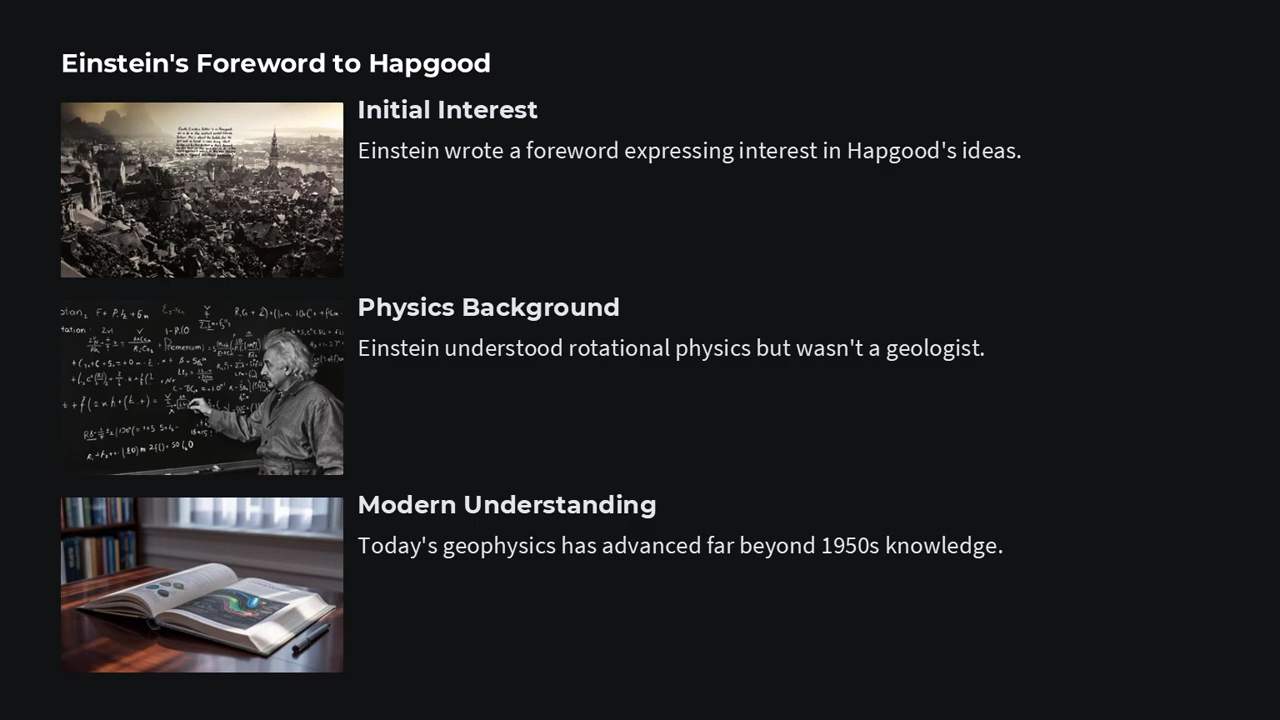 Einstein's Foreword to Hapgood
Initial Interest
Einstein wrote a foreword expressing interest in Hapgood's ideas.
Physics Background
Einstein understood rotational physics but wasn't a geologist.
Modern Understanding
Today's geophysics has advanced far beyond 1950s knowledge.